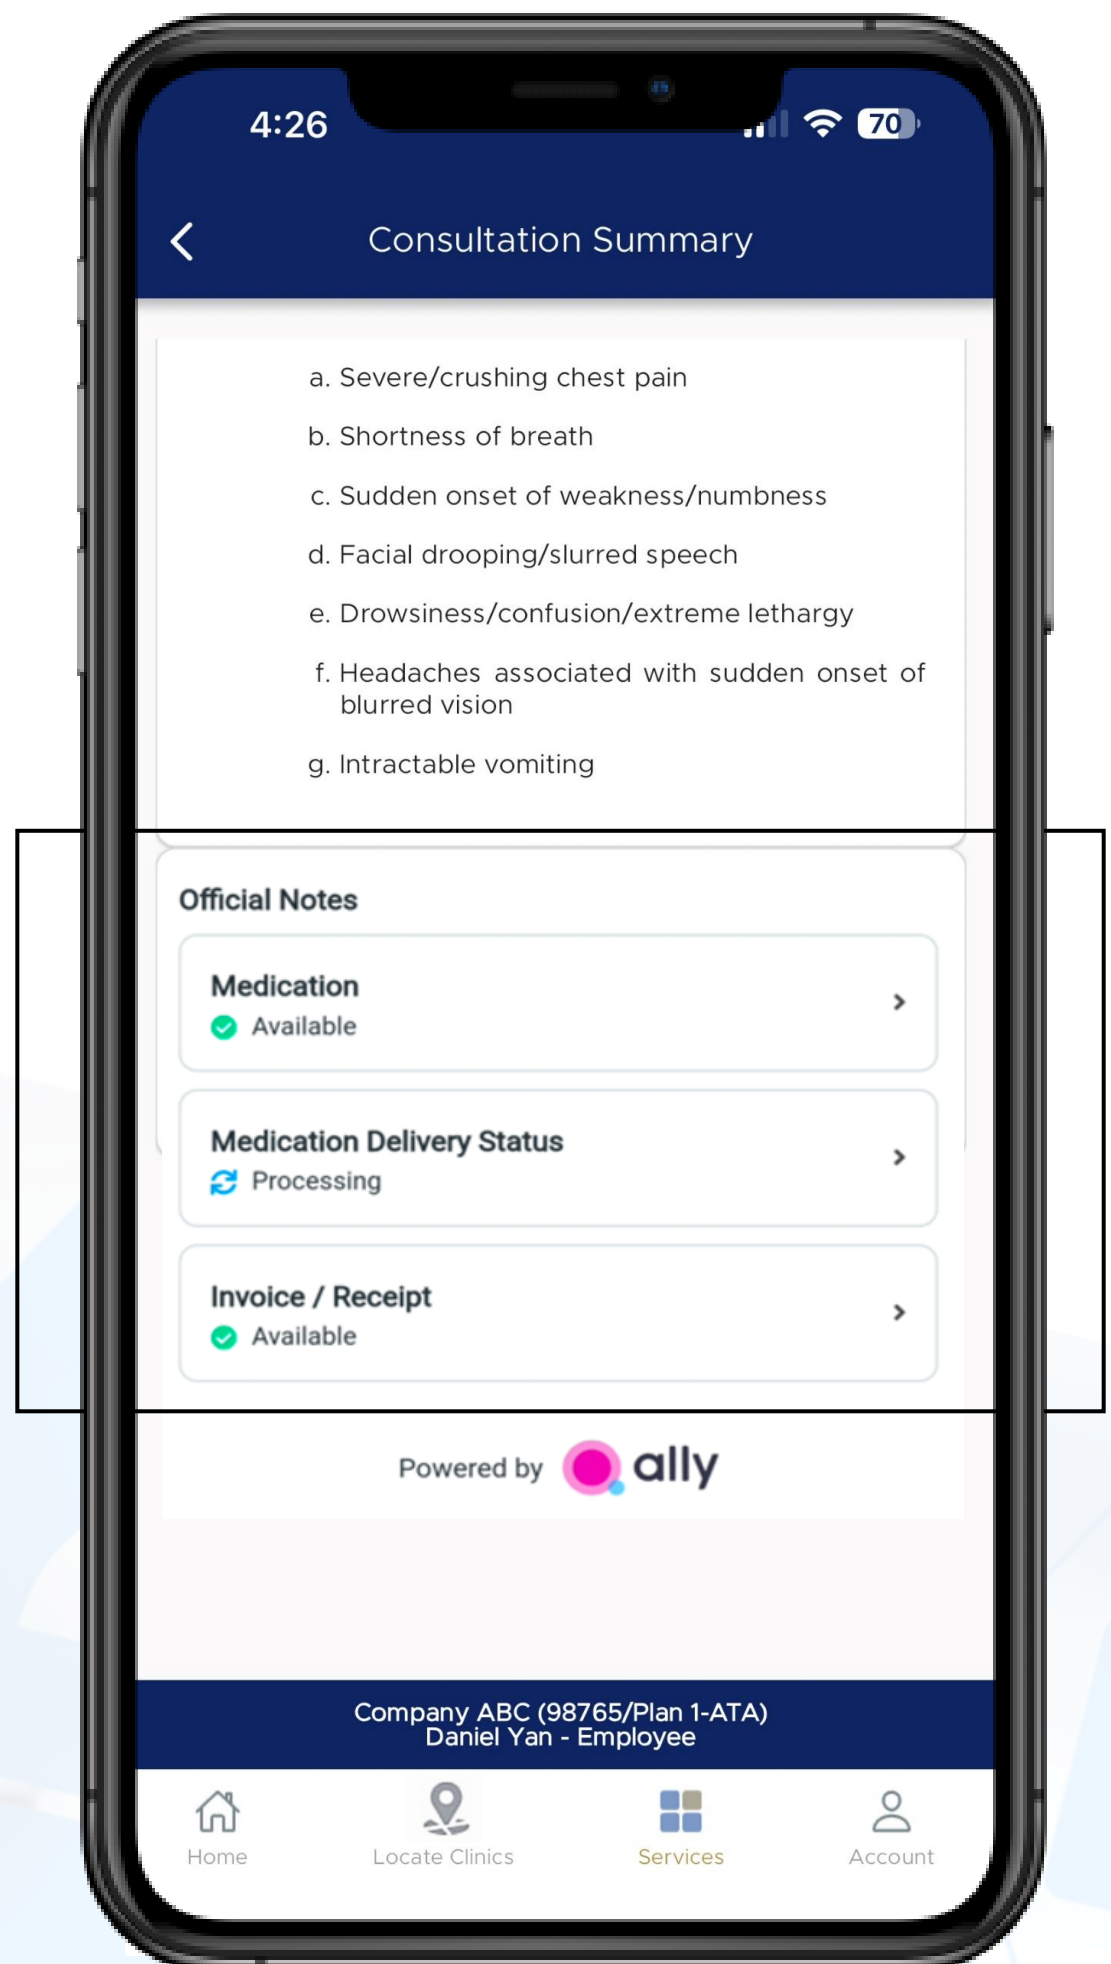 4:26
70
Consultation Summary
a. Severe/crushing chest pain
b. Shortness of breath
c. Sudden onset of weakness/numbness
d. Facial drooping/slurred speech
e. Drowsiness/confusion/extreme lethargy
f. Headaches associated with sudden onset of
blurred vision
g. Intractable vomiting
Official Notes
Medication
Available
Medication Delivery Status
Processing
Invoice / Receipt
Available
Powered by ally
Company ABC (98765/Plan 1-ATA)
Daniel Yan - Employee
Home Locate Clinics Services Account